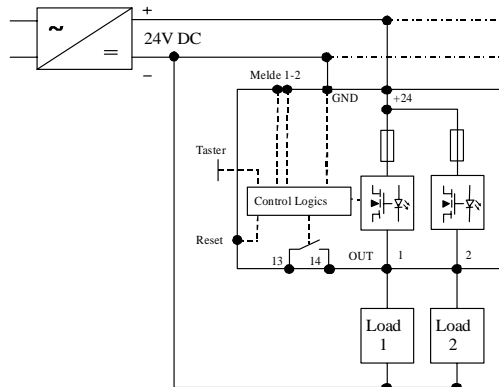 +
24V DC
−
Melde 1-2
GND
+24
Taster
Control Logics
Reset
13
14
OUT
1
2
Load
1
Load
2